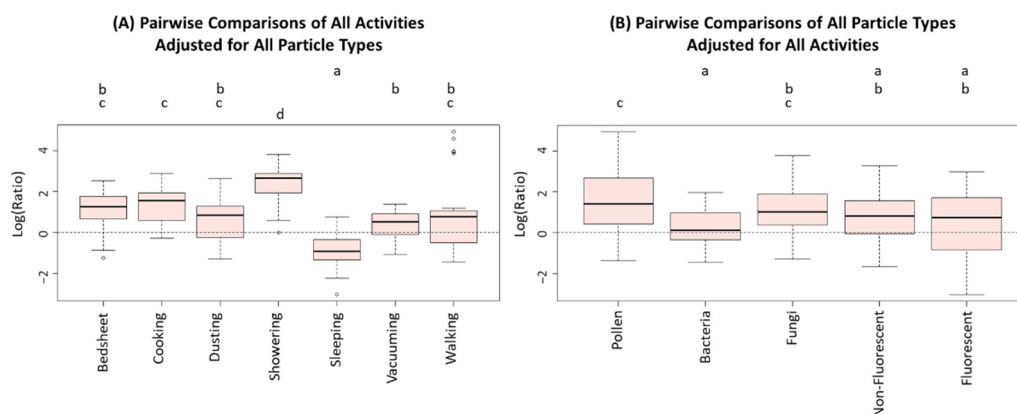 (A) Pairwise Comparisons of All Activities
Adjusted for All Particle Types
a
b b b b
c c c c
d
Log(Ratio)
4
2
0
-2
Bedsheet
Cooking
Dusting
Showering
Sleeping
Vacuuming
Walking
(B) Pairwise Comparisons of All Particle Types
Adjusted for All Activities
a a a
b b b
c c
Log(Ratio)
4
2
0
-2
Pollen
Bacteria
Fungi
Non-Fluorescent
Fluorescent